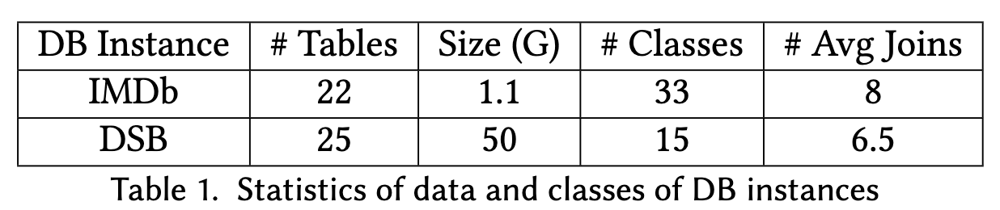 DB Instance # Tables Size (G) # Classes # Avg Joins
IMDb 22 1.1 33 8
DSB 25 50 15 6.5
Table 1. Statistics of data and classes of DB instances